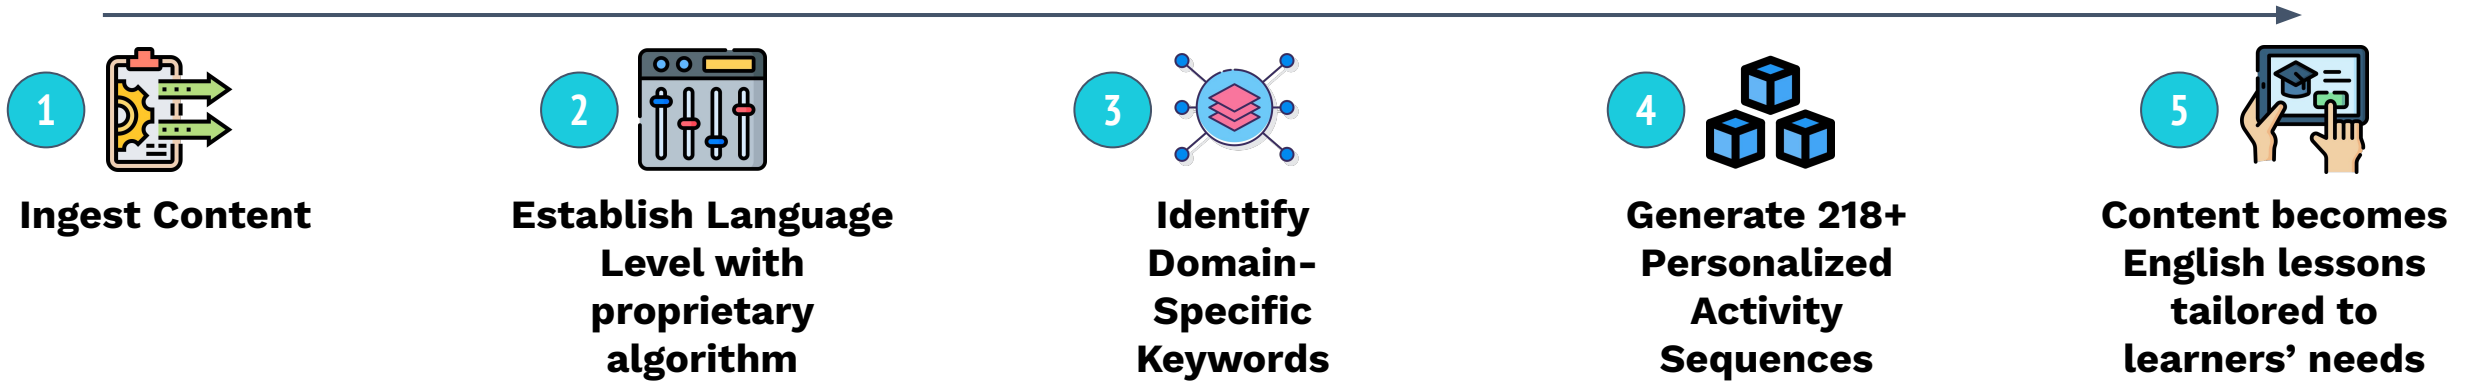 1
Ingest Content
2
Establish Language
Level with
proprietary
algorithm
3
Identify
Domain-
Specific
Keywords
4
Generate 218+
Personalized
Activity
Sequences
5
Content becomes
English lessons
tailored to
learners’ needs